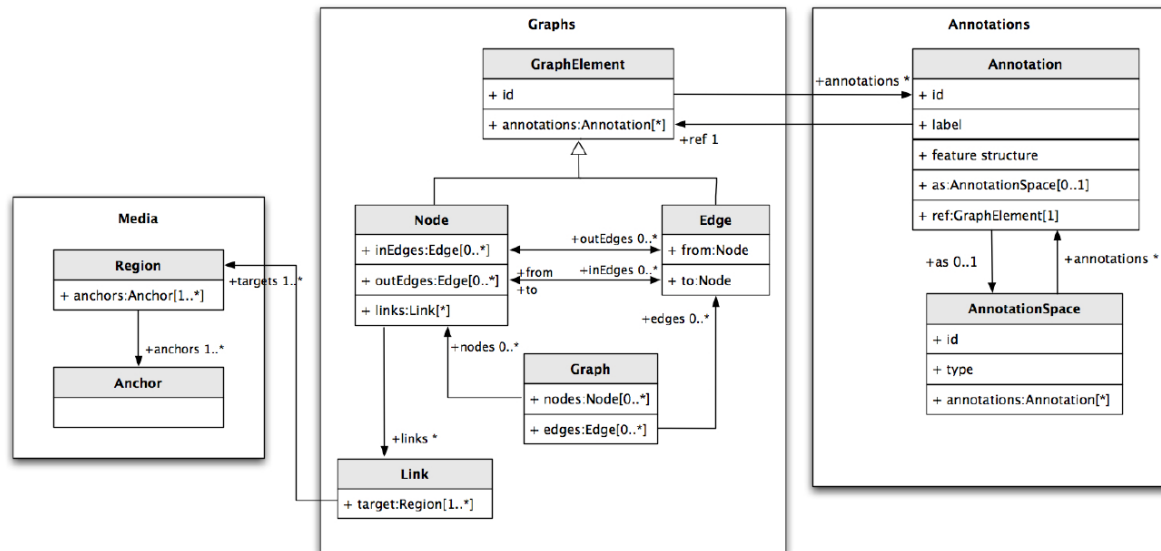 Graphs
GraphElement
+ id
+ annotations:Annotation[*]
+annotations *
+ref 1
Annotations
Annotation
+ id
+ label
+ feature structure
+ as:AnnotationSpace[0..1]
+ ref:GraphElement[1]
+as 0..1
+annotations *
AnnotationSpace
+ id
+ type
+ annotations:Annotation[*]
Node
+ inEdges:Edge[0..*]
+ outEdges:Edge[0..*]
+ links:Link[*]
+outEdges 0..*
+from
+inEdges 0..*
+to
Edge
+ from:Node
+ to:Node
+edges 0..*
+nodes 0..*
Graph
+ nodes:Node[0..*]
+ edges:Edge[0..*]
+links *
Link
+ target:Region[1..*]
Media
Region
+ anchors:Anchor[1..*]
+targets 1..*
+anchors 1..*
Anchor